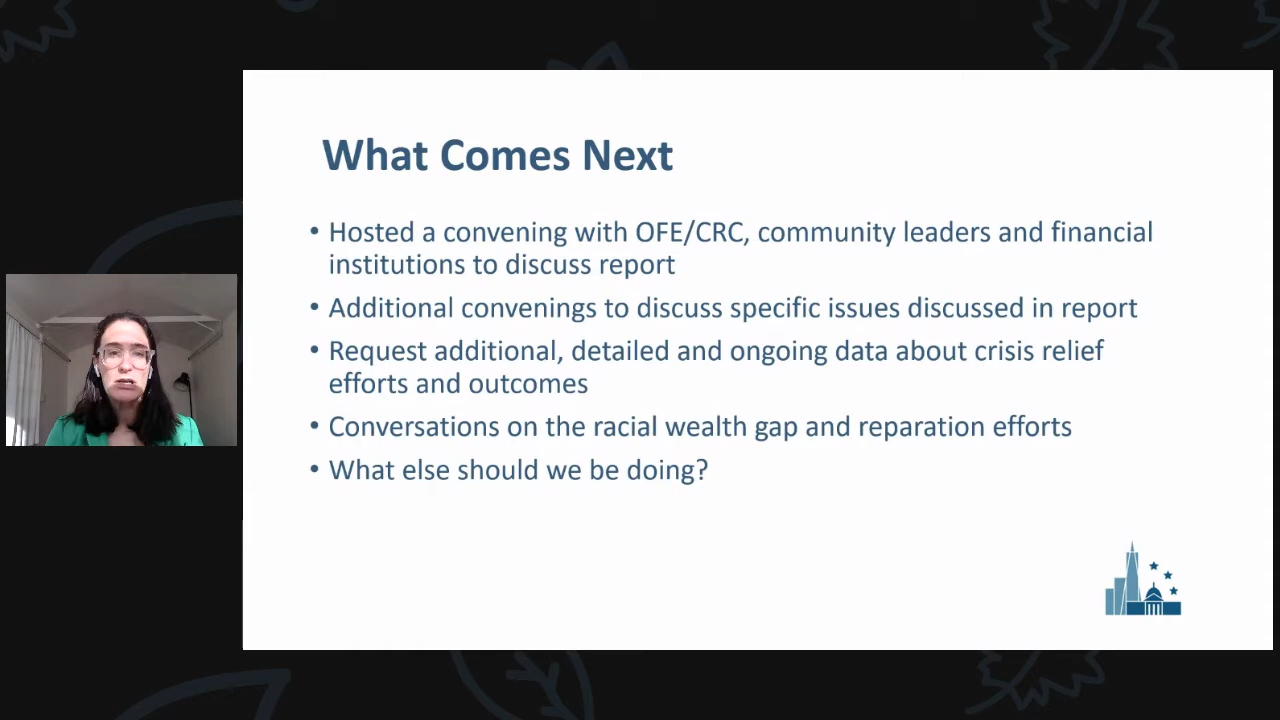 What Comes Next
• Hosted a convening with OFE/CRC, community leaders and financial
institutions to discuss report
• Additional convenings to discuss specific issues discussed in report
• Request additional, detailed and ongoing data about crisis relief
efforts and outcomes
• Conversations on the racial wealth gap and reparation efforts
• What else should we be doing?